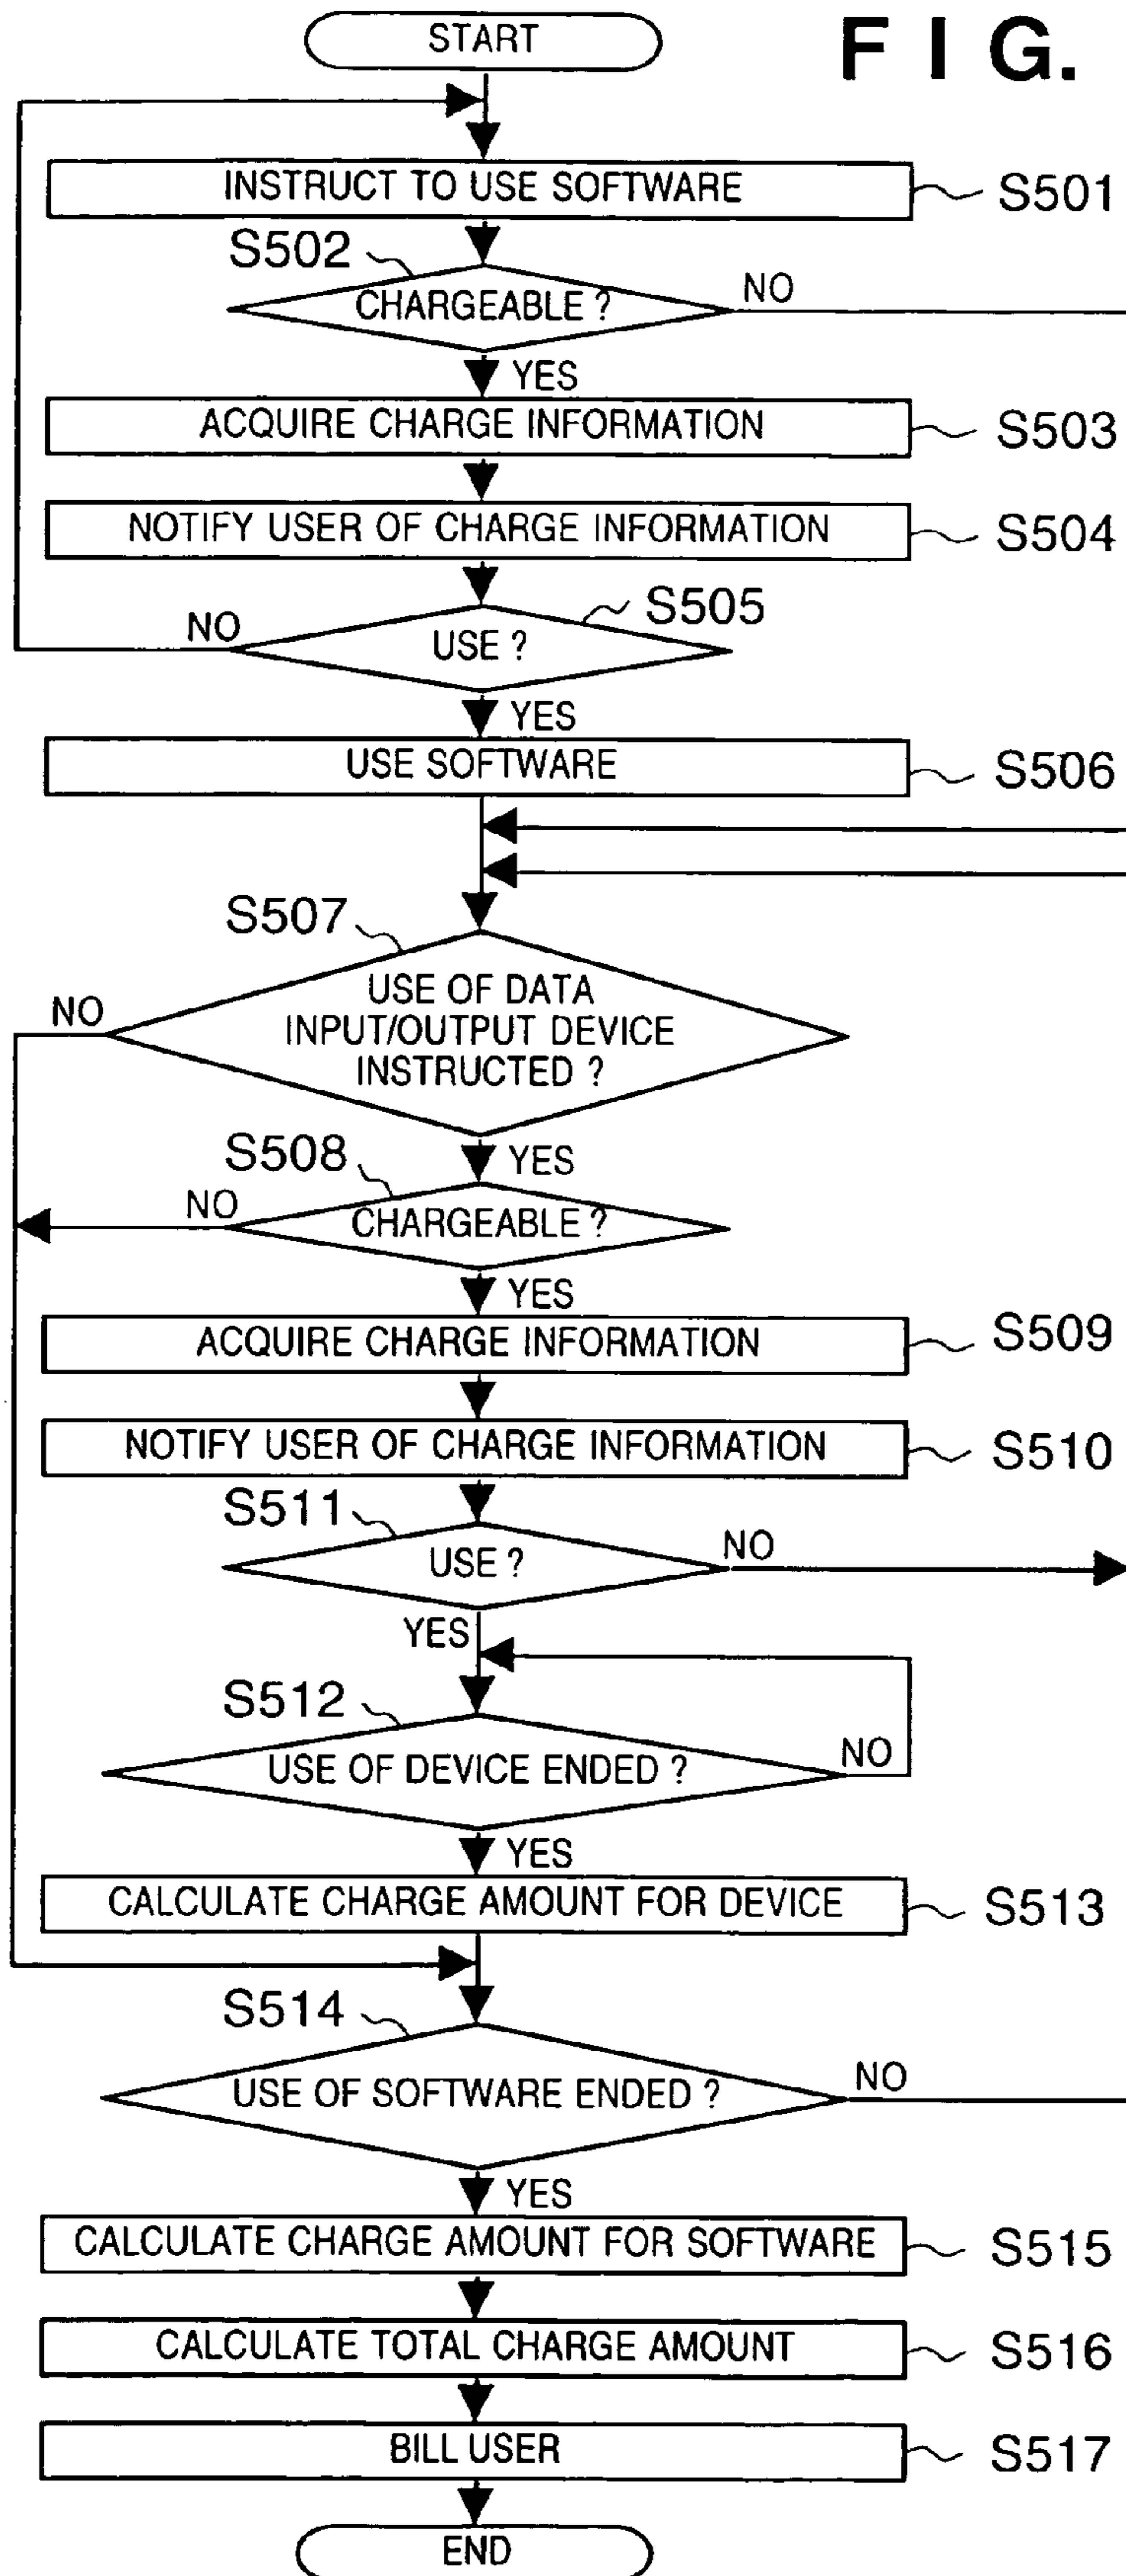 START
F I G.
INSTRUCT TO USE SOFTWARE
S501
S502
CHARGEABLE ?
NO
YES
ACQUIRE CHARGE INFORMATION
S503
NOTIFY USER OF CHARGE INFORMATION
S504
S505
NO
USE ?
YES
USE SOFTWARE
S506
S507
NO
USE OF DATA
INPUT/OUTPUT DEVICE
INSTRUCTED ?
YES
S508
NO
CHARGEABLE ?
YES
ACQUIRE CHARGE INFORMATION
S509
NOTIFY USER OF CHARGE INFORMATION
S510
S511
USE ?
NO
YES
S512
USE OF DEVICE ENDED ?
NO
YES
CALCULATE CHARGE AMOUNT FOR DEVICE
S513
S514
USE OF SOFTWARE ENDED ?
NO
YES
CALCULATE CHARGE AMOUNT FOR SOFTWARE
S515
CALCULATE TOTAL CHARGE AMOUNT
S516
BILL USER
S517
END